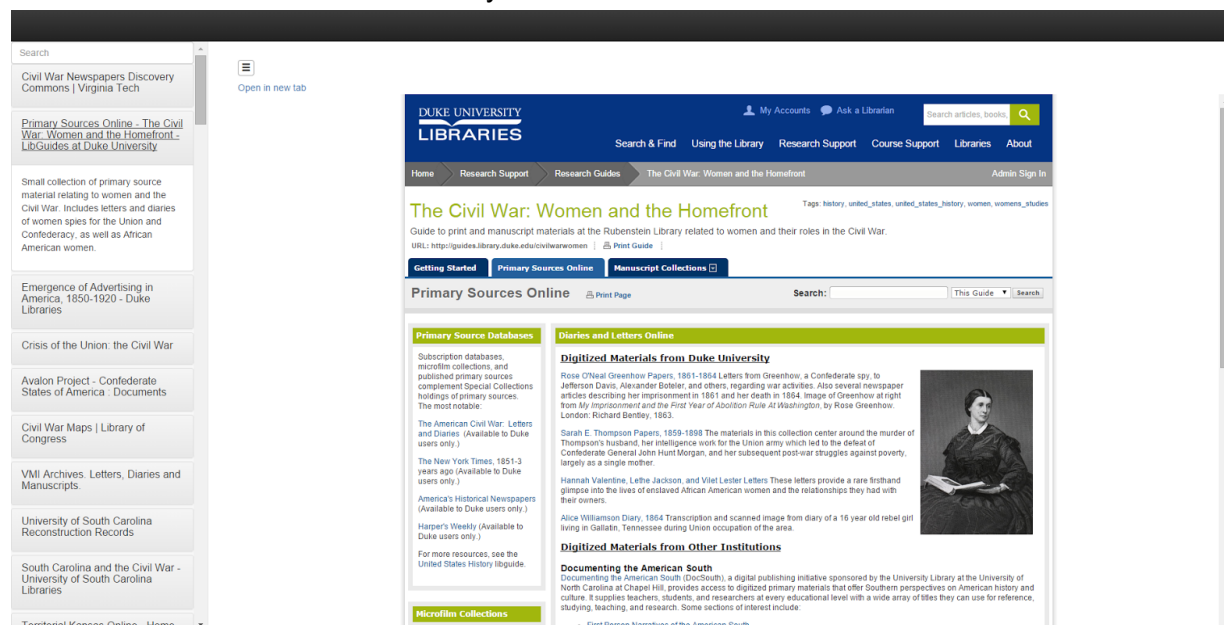 Search
Civil War Newspapers Discovery
Commons | Virginia Tech
Primary Sources Online - The Civil
War: Women and the Homefront -
LibGuides at Duke University
Small collection of primary source
material relating to women and the
Civil War. Includes letters and diaries
of women spies for the Union and
Confederacy, as well as African
American women.
Emergence of Advertising in
America, 1850-1920 - Duke
Libraries
Crisis of the Union: the Civil War
Avalon Project - Confederate
States of America : Documents
Civil War Maps | Library of
Congress
VMI Archives. Letters, Diaries and
Manuscripts.
University of South Carolina
Reconstruction Records
South Carolina and the Civil War -
University of South Carolina
Libraries
Territorial Kansas Online - Home
Open in new tab
DUKE UNIVERSITY
LIBRARIES
My Accounts Ask a Librarian
Search articles, books,
Search & Find Using the Library Research Support Course Support Libraries About
Home Research Support Research Guides The Civil War: Women and the Homefront Admin Sign In
The Civil War: Women and the Homefront
Tags: history, united_states, united_states_history, women, womens_studies
Guide to print and manuscript materials at the Rubenstein Library related to women and their roles in the Civil War.
URL: http://guides.library.duke.edu/civilwarwomen | Print Guide |
Getting Started Primary Sources Online Manuscript Collections
Primary Sources Online Print Page Search: This Guide Search
Primary Source Databases
Subscription databases,
microfilm collections, and
published primary sources
complement Special Collections
holdings of primary sources.
The most notable:
The American Civil War: Letters
and Diaries (Available to Duke
users only.)
The New York Times, 1851-3
years ago (Available to Duke
users only.)
America's Historical Newspapers
(Available to Duke users only.)
Harper's Weekly (Available to
Duke users only.)
For more resources, see the
United States History libguide.
Microfilm Collections
Diaries and Letters Online
Digitized Materials from Duke University
Rose O'Neal Greenhow Papers, 1861-1864 Letters from Greenhow, a Confederate spy, to
Jefferson Davis, Alexander Boteler, and others, regarding war activities. Also several newspaper
articles describing her imprisonment in 1861 and her death in 1864. Image of Greenhow at right
from My Imprisonment and the First Year of Abolition Rule At Washington, by Rose Greenhow.
London: Richard Bentley, 1863.
Sarah E. Thompson Papers, 1859-1898 The materials in this collection center around the murder of
Thompson's husband, her intelligence work for the Union army which led to the defeat of
Confederate General John Hunt Morgan, and her subsequent post-war struggles against poverty,
largely as a single mother.
Hannah Valentine, Lethe Jackson, and Vilet Lester Letters These letters provide a rare firsthand
glimpse into the lives of enslaved African American women and the relationships they had with
their owners.
Alice Williamson Diary, 1864 Transcription and scanned image from diary of a 16 year old rebel girl
living in Gallatin, Tennessee during Union occupation of the area.
Digitized Materials from Other Institutions
Documenting the American South
Documenting the American South (DocSouth), a digital publishing initiative sponsored by the University Library at the University of
North Carolina at Chapel Hill, provides access to digitized primary materials that offer Southern perspectives on American history and
culture. It supplies teachers, students, and researchers at every educational level with a wide array of titles they can use for reference,
studying, teaching, and research. Some sections of interest include:
First Person Narratives of the American South